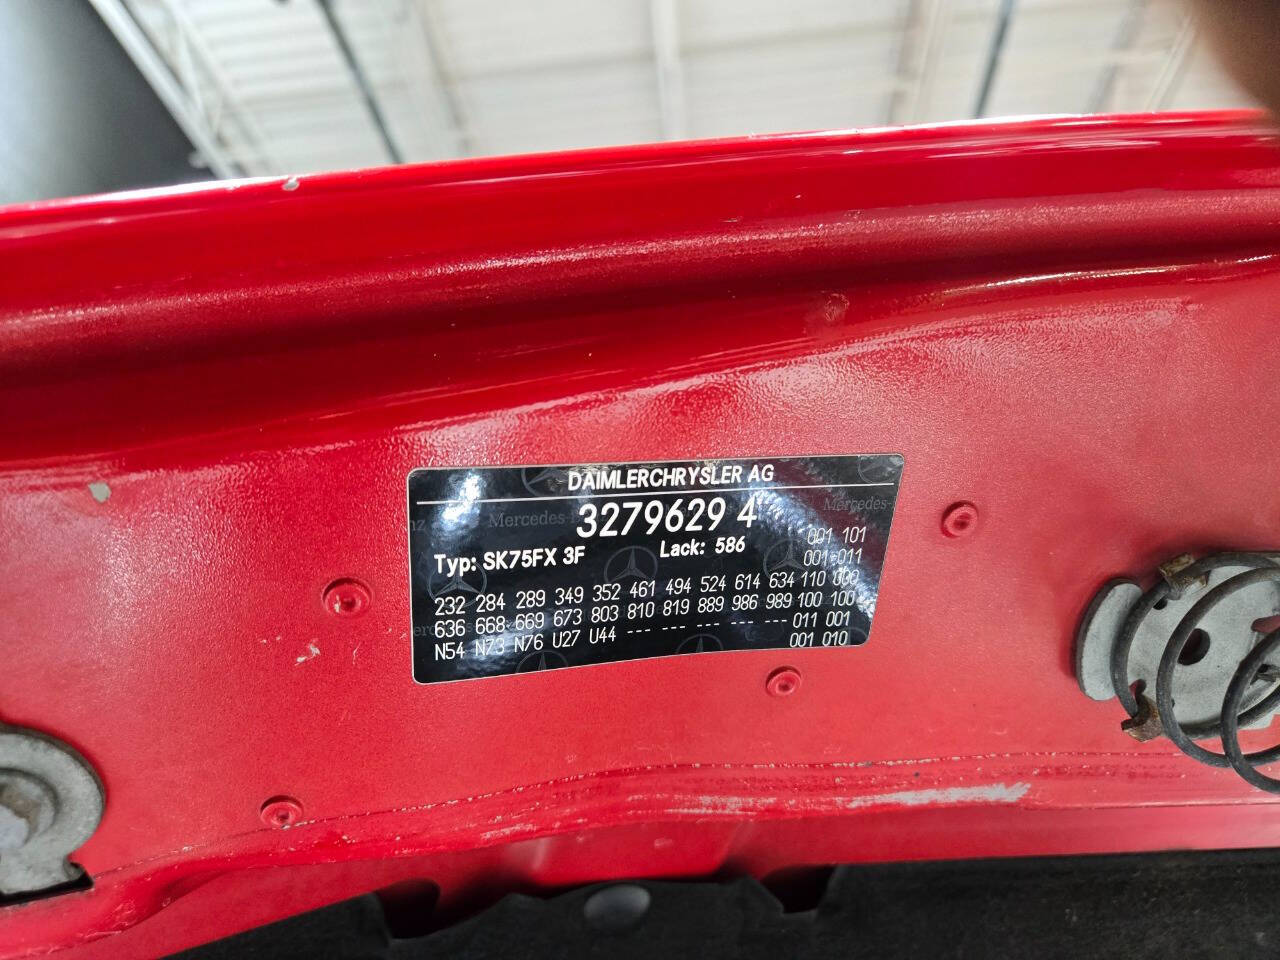 DAIMLERCHRYSLER AG
Mercedes-
Mercedes-
3279629 4
001 101
Typ: SK75FX 3F
Lack: 586
001-011
232 284 289 349 352 461 494 524 614 634 110 000
636 668 669 673 803 810 819 889 986 989 100 100
N54 N73 N76 U27 U44 --- --- --- --- --- 011 001
001 010